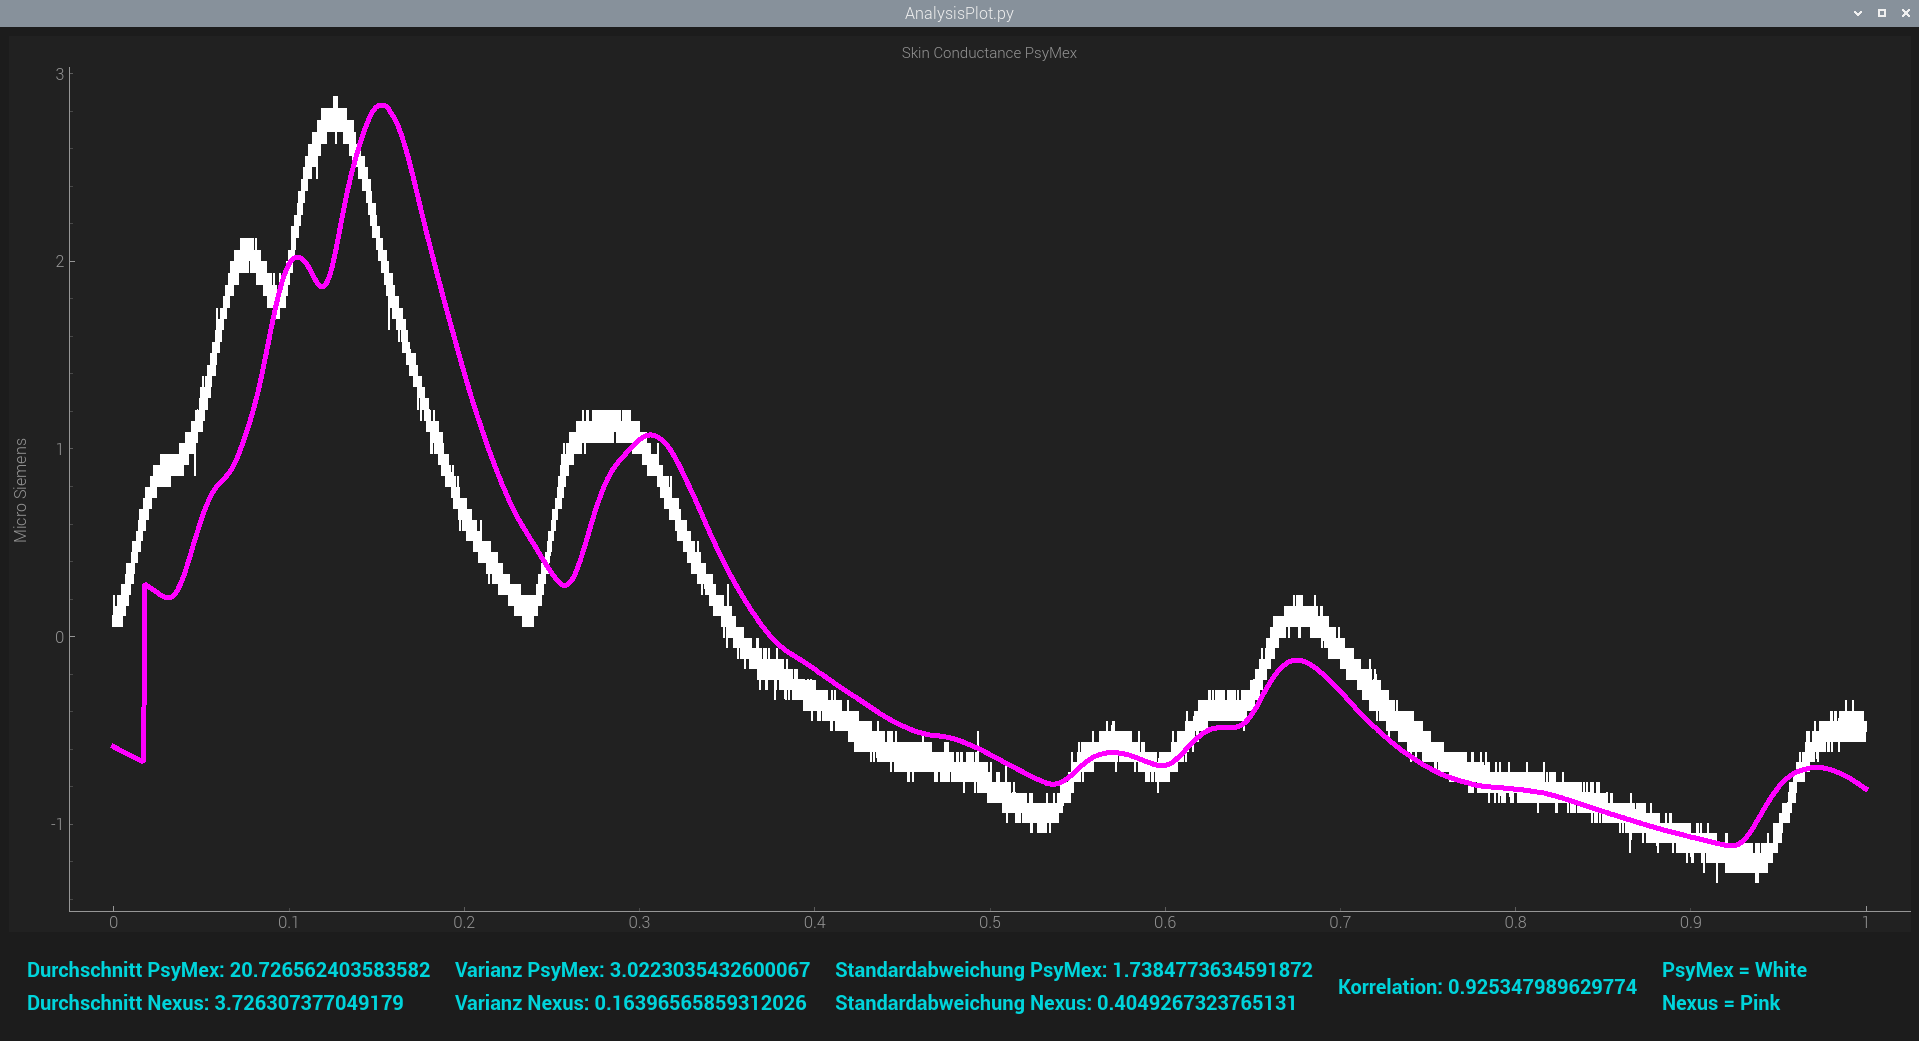 AnalysisPlot.py
Skin Conductance PsyMex
Micro Siemens
3
2
1
0
-1
0 0.1 0.2 0.3 0.4 0.5 0.6 0.7 0.8 0.9 1
Durchschnitt PsyMex: 20.726562403583582 Varianz PsyMex: 3.0223035432600067 Standardabweichung PsyMex: 1.7384773634591872 PsyMex = White
Korrelation: 0.925347989629774
Durchschnitt Nexus: 3.726307377049179 Varianz Nexus: 0.16396565859312026 Standardabweichung Nexus: 0.4049267323765131 Nexus = Pink